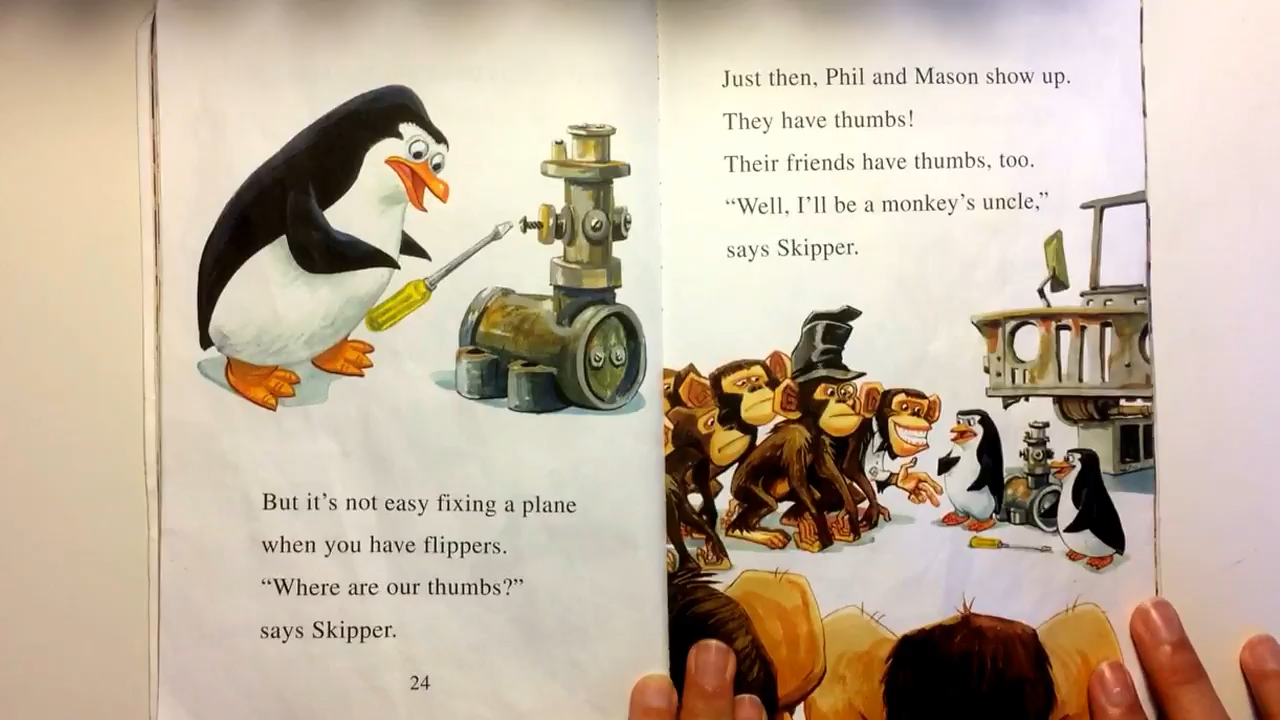 But it's not easy fixing a plane
when you have flippers.
“Where are our thumbs?”
says Skipper.
24
Just then, Phil and Mason show up.
They have thumbs!
Their friends have thumbs, too.
“Well, I'll be a monkey's uncle,”
says Skipper.